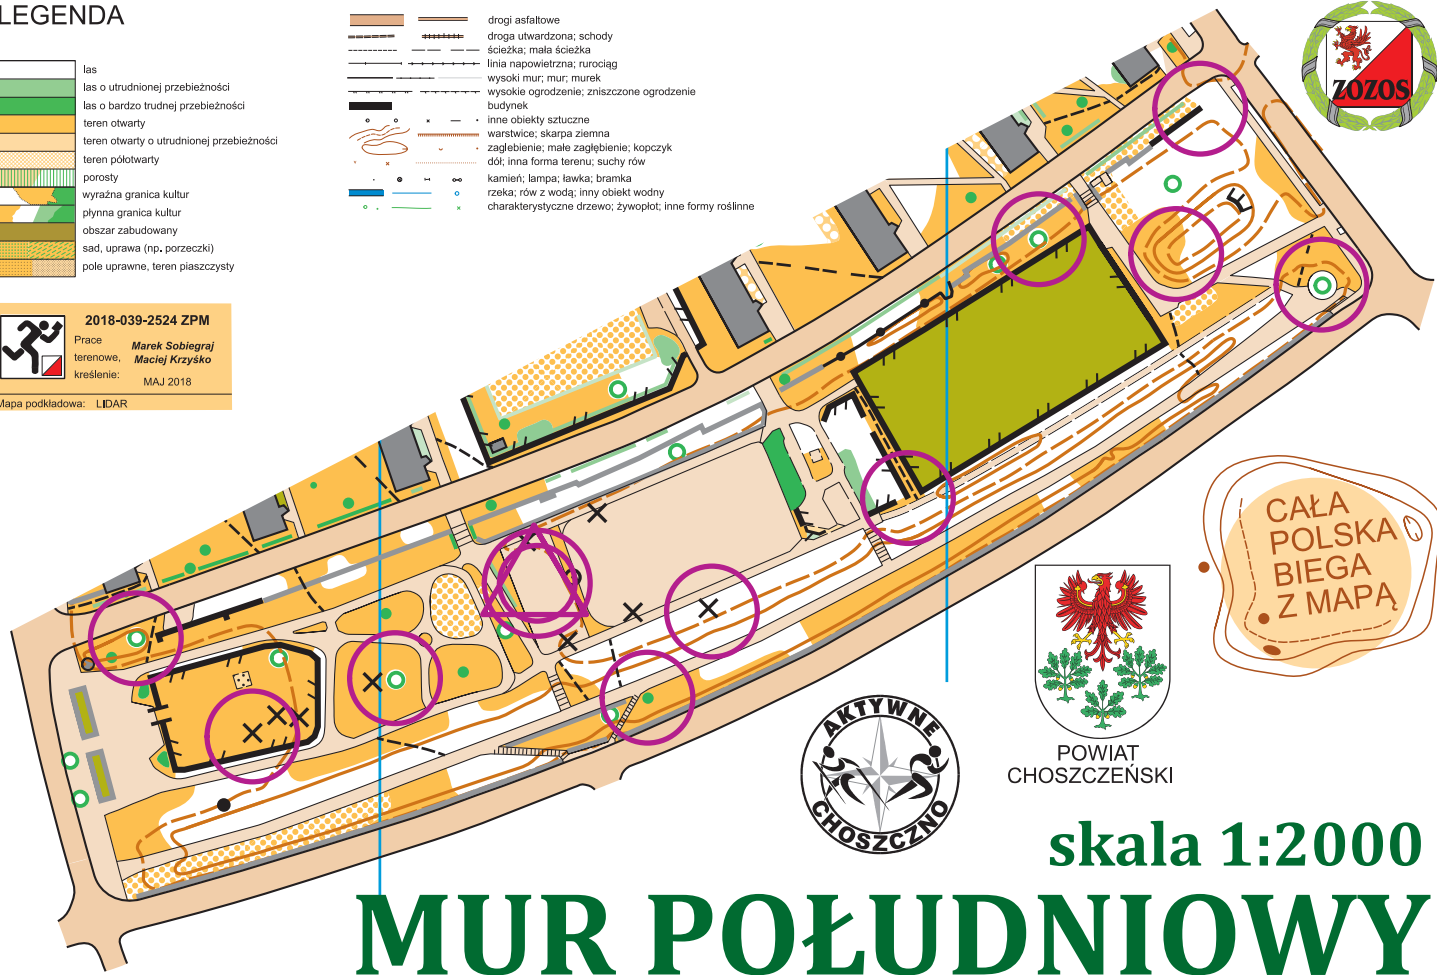 LEGENDA
las
las o utrudnionej przebieżności
las o bardzo trudnej przebieżności
teren otwarty
teren otwarty o utrudnionej przebieżności
teren półotwarty
porosty
wyraźna granica kultur
płynna granica kultur
obszar zabudowany
sad, uprawa (np. porzeczki)
pole uprawne, teren piaszczysty
drogi asfaltowe
droga utwardzona; schody
ścieżka; mała ścieżka
linia napowietrzna; rurociąg
wysoki mur; mur; murek
wysokie ogrodzenie; zniszczone ogrodzenie
budynek
inne obiekty sztuczne
warstwice; skarpa ziemna
zagłebienie; małe zagłębienie; kopczyk
dół; inna forma terenu; suchy rów
kamień; lampa; ławka; bramka
rzeka; rów z wodą; inny obiekt wodny
charakterystyczne drzewo; żywopłot; inne formy roślinne
2018-039-2524 ZPM
Prace terenowe, kreślenie:
Marek Sobiegraj
Maciej Krzyśko
MAJ 2018
Mapa podkładowa: LIDAR
ZOZOS
CAŁA
POLSKA
BIEGA
Z MAPĄ
POWIAT
CHOSZCZEŃSKI
AKTYWNE
CHOSZCZNO
skala 1:2000
MUR POŁUDNIOWY